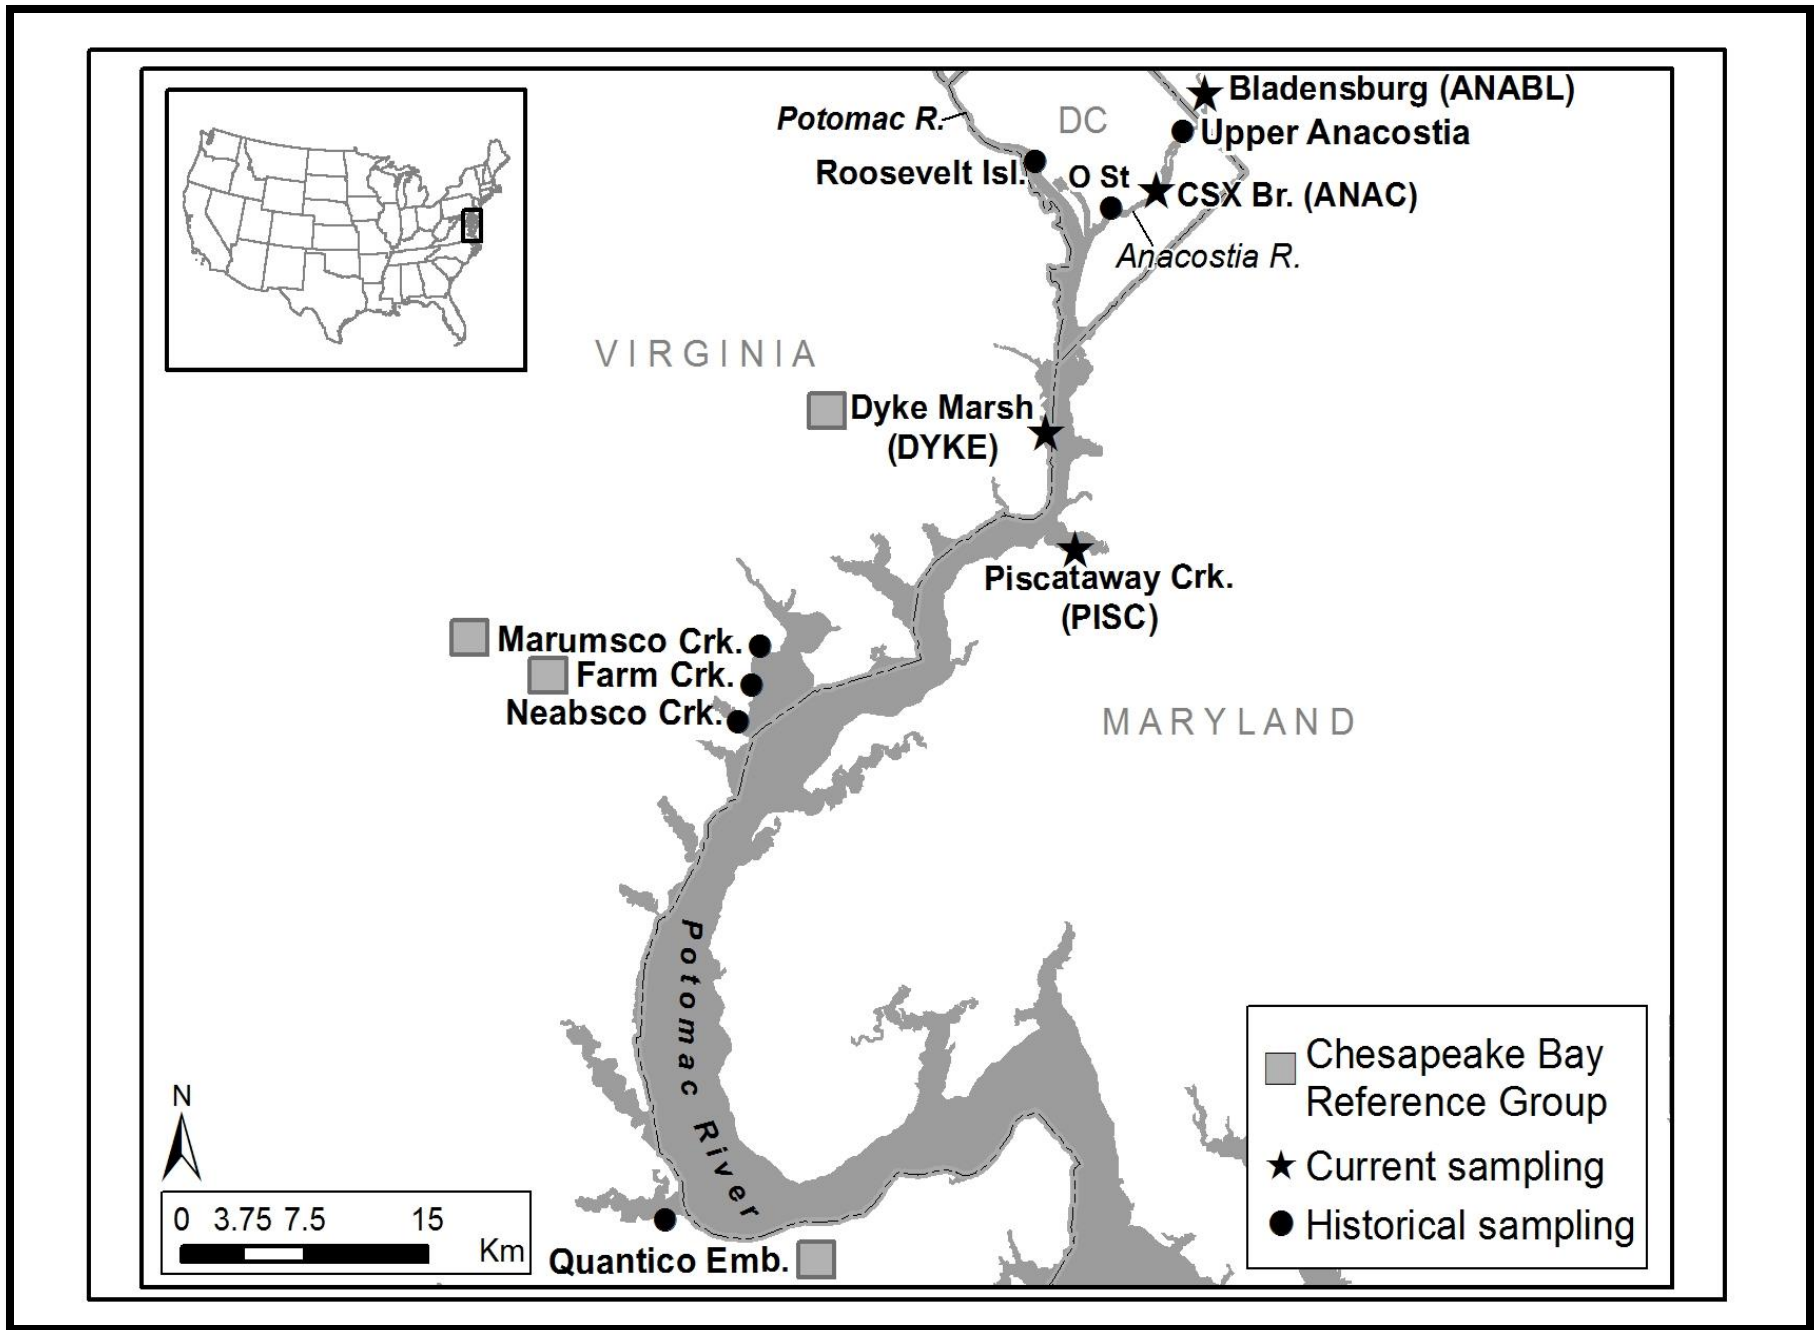 Bladensburg (ANABL)
Potomac R.
DC
Upper Anacostia
Roosevelt Isl.
O St
CSX Br. (ANAC)
Anacostia R.
VIRGINIA
Dyke Marsh
(DYKE)
Piscataway Crk.
(PISC)
Marumsco Crk.
Farm Crk.
Neabsco Crk.
MARYLAND
Potomac River
Quantico Emb.
N
0 3.75 7.5 15
Km
Chesapeake Bay
Reference Group
Current sampling
Historical sampling